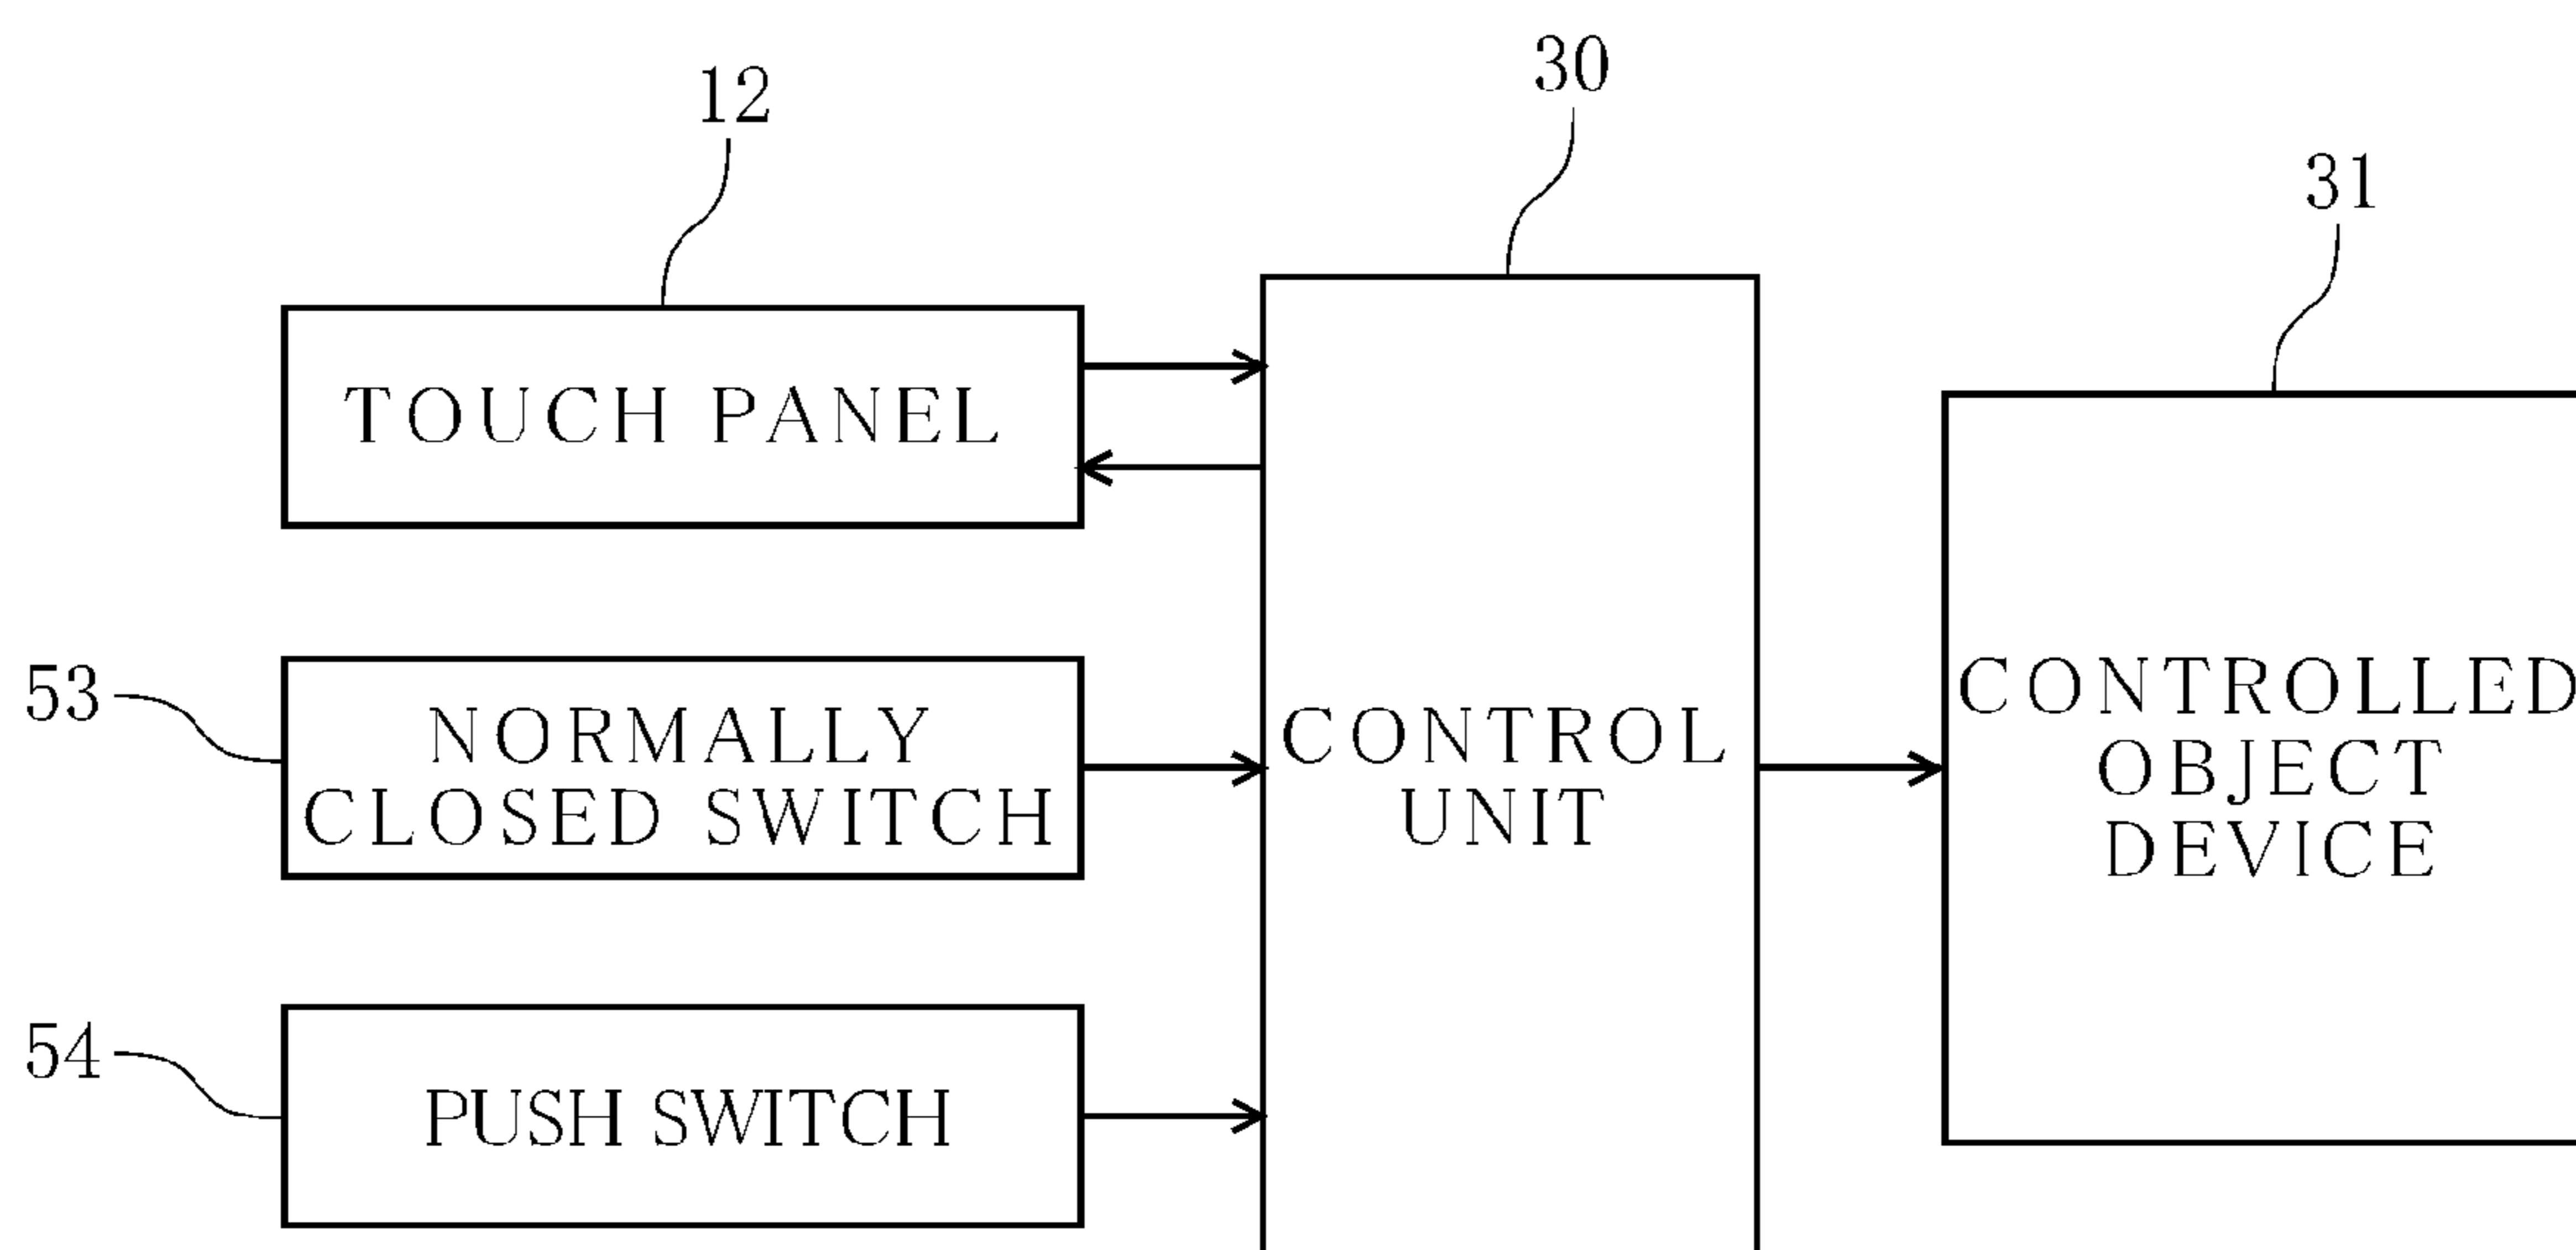 12
30
31
TOUCH PANEL
53
NORMALLY
CLOSED SWITCH
CONTROL
UNIT
CONTROLLED
OBJECT
DEVICE
54
PUSH SWITCH